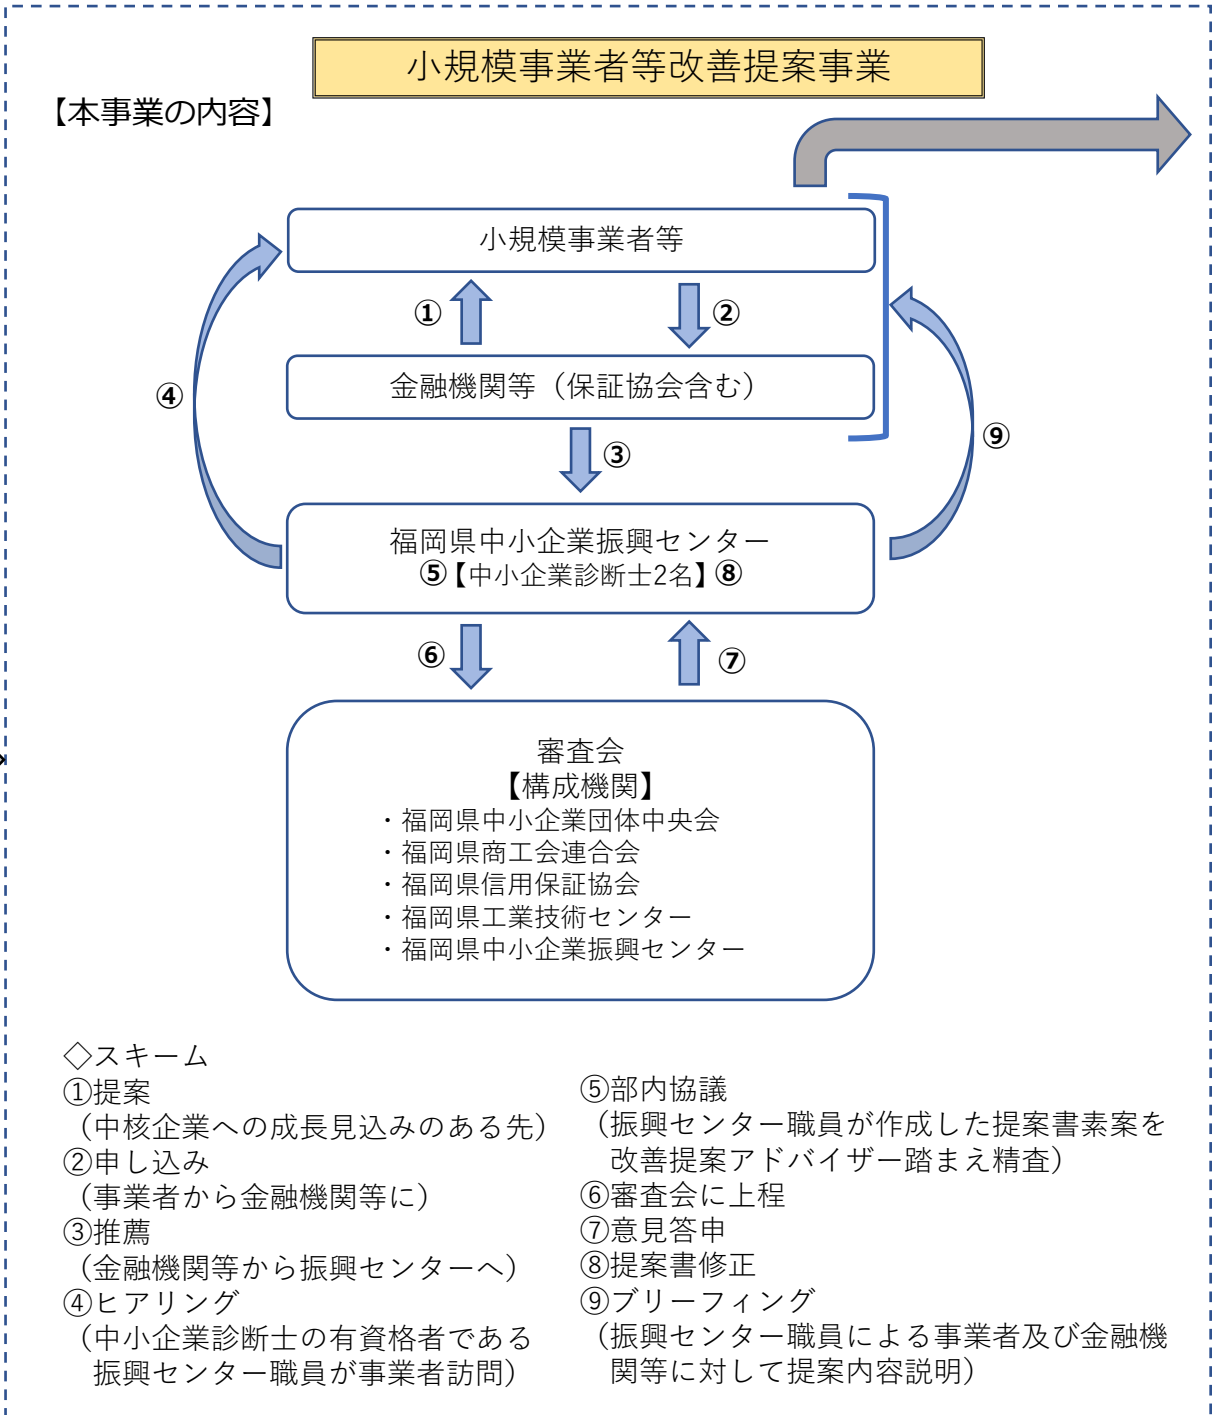 小規模事業者等改善提案事業
【本事業の内容】
小規模事業者等
①
②
金融機関等（保証協会含む）
④
③
⑨
福岡県中小企業振興センター
⑤【中小企業診断士2名】⑧
⑥
⑦
審査会
【構成機関】
・福岡県中小企業団体中央会
・福岡県商工会連合会
・福岡県信用保証協会
・福岡県工業技術センター
・福岡県中小企業振興センター
◇スキーム
①提案
（中核企業への成長見込みのある先）
②申し込み
（事業者から金融機関等に）
③推薦
（金融機関等から振興センターへ）
④ヒアリング
（中小企業診断士の有資格者である
振興センター職員が事業者訪問）
⑤部内協議
（振興センター職員が作成した提案書素案を
改善提案アドバイザー踏まえ精査）
⑥審査会に上程
⑦意見答申
⑧提案書修正
⑨ブリーフィング
（振興センター職員による事業者及び金融機
関等に対して提案内容説明）